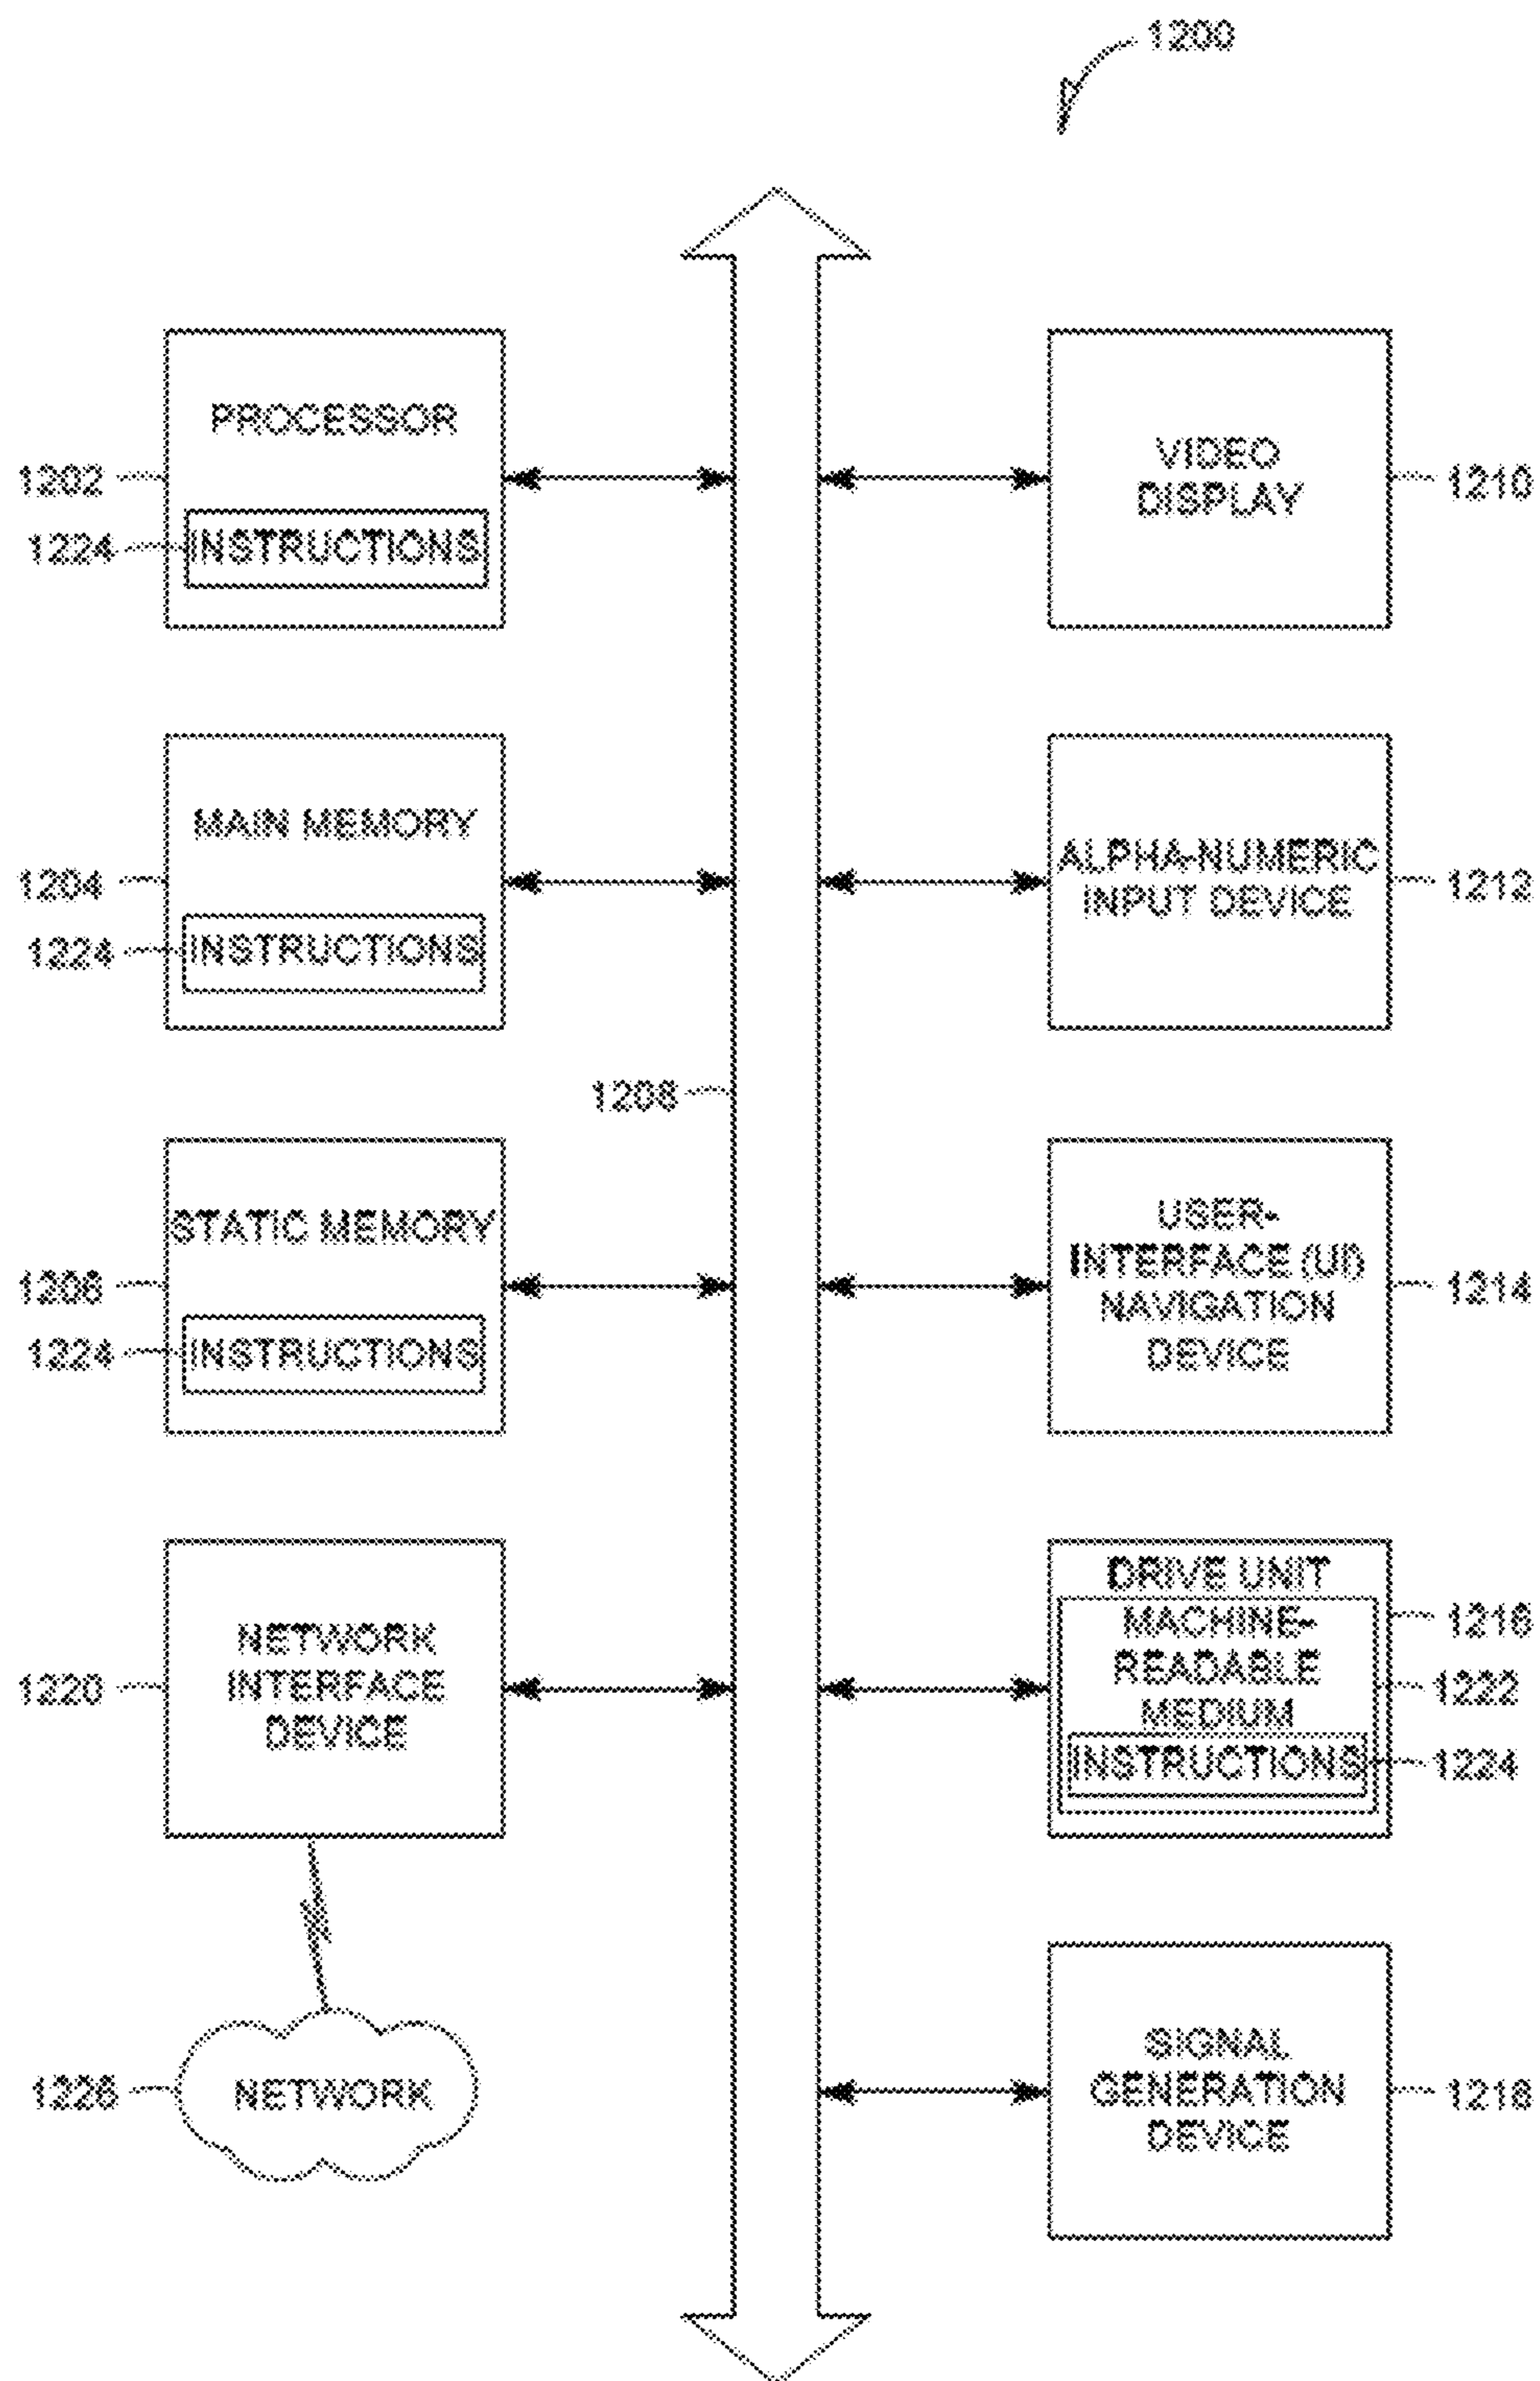 1200
PROCESSOR
1202
INSTRUCTIONS
1224
VIDEO
DISPLAY
1210
MAIN MEMORY
1204
INSTRUCTIONS
1224
ALPHA-NUMERIC
INPUT DEVICE
1212
1208
STATIC MEMORY
1206
INSTRUCTIONS
1224
USER-
INTERFACE (UI)
NAVIGATION
DEVICE
1214
NETWORK
INTERFACE
DEVICE
1220
DRIVE UNIT
1216
MACHINE-
READABLE
MEDIUM
1222
INSTRUCTIONS
1224
NETWORK
1226
SIGNAL
GENERATION
DEVICE
1218